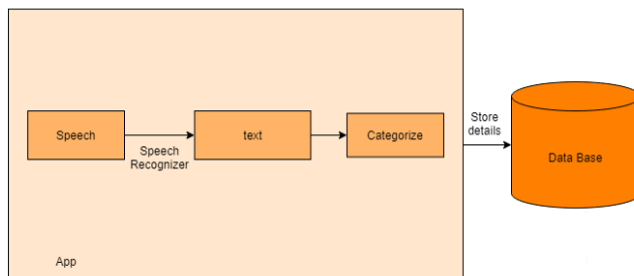 Speech
Speech
Recognizer
text
Categorize
Store
details
Data Base
App